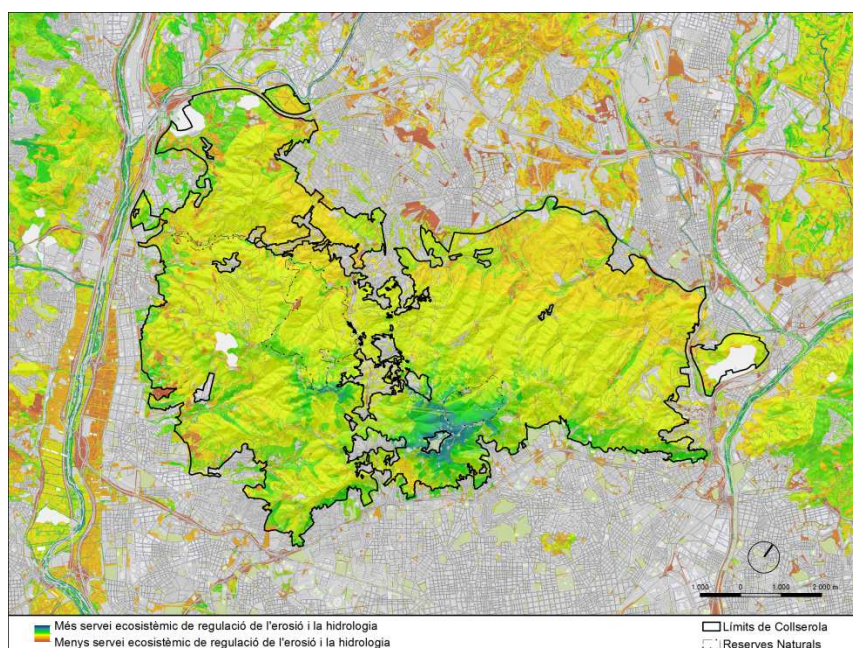 1.000 0 1.000 2.000 m
Més servei ecosistèmic de regulació de l'erosió i la hidrologia
Menys servei ecosistèmic de regulació de l'erosió i la hidrologia
Límits de Collserola
Reserves Naturals